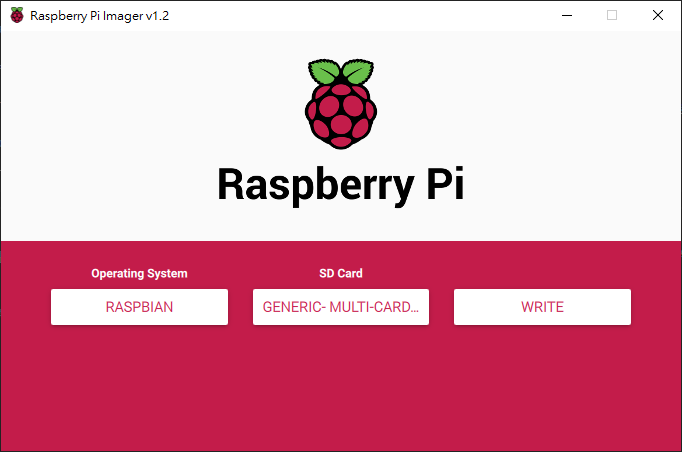 Raspberry Pi Imager v1.2
Raspberry Pi
Operating System
SD Card
RASPBIAN
GENERIC- MULTI-CARD...
WRITE